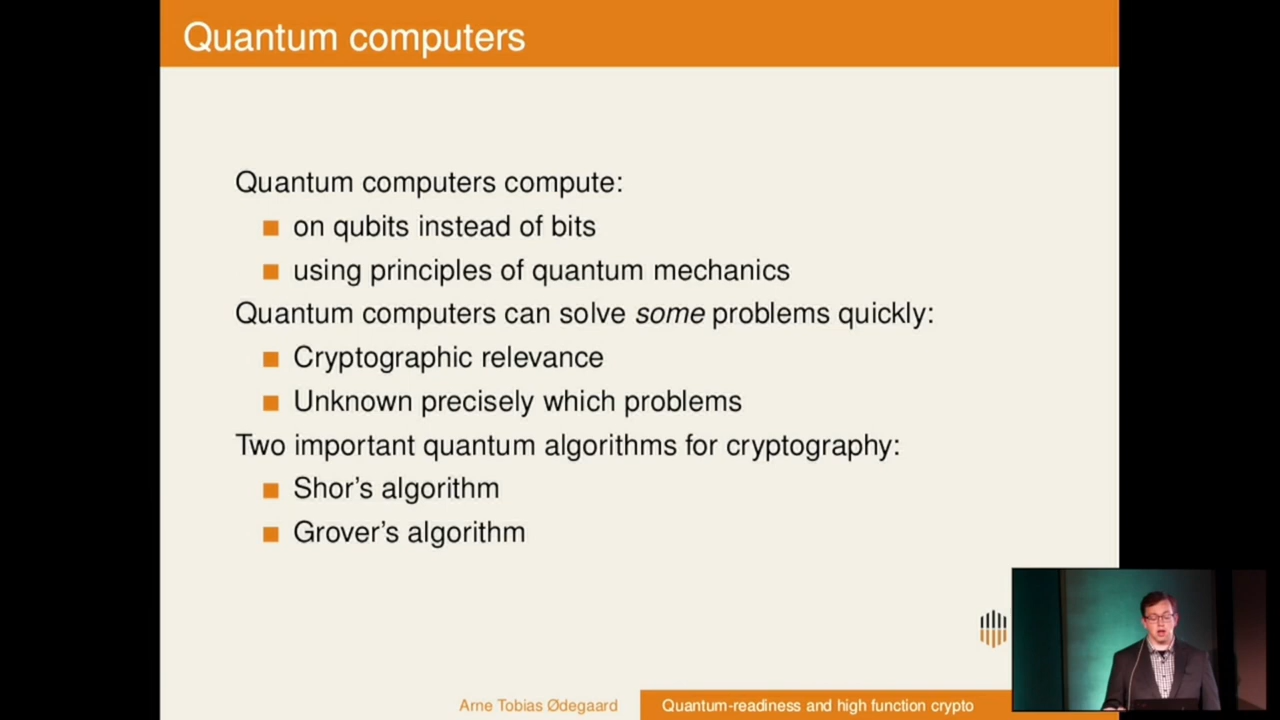 Quantum computers
Quantum computers compute:
on qubits instead of bits
using principles of quantum mechanics
Quantum computers can solve some problems quickly:
Cryptographic relevance
Unknown precisely which problems
Two important quantum algorithms for cryptography:
Shor's algorithm
Grover's algorithm
Arne Tobias Ødegaard
Quantum-readiness and high function crypto